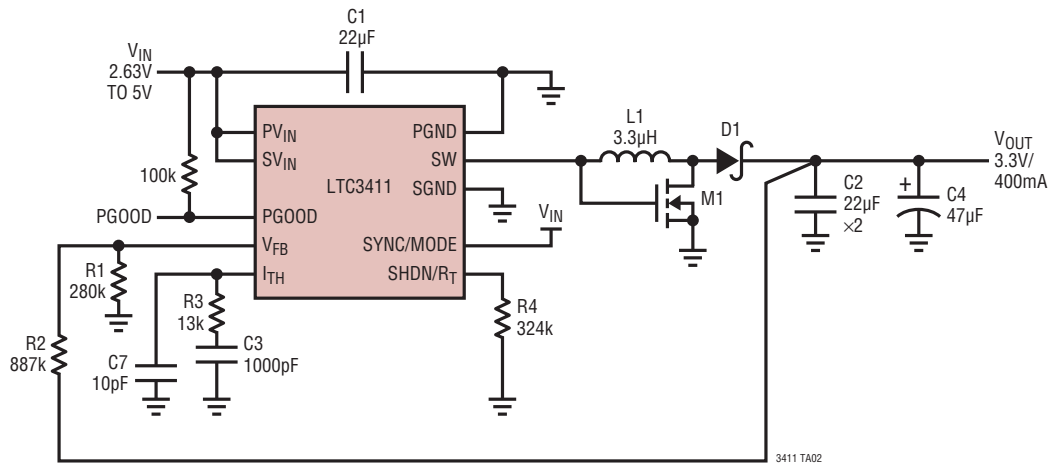 C1
22µF
VIN
2.63V
TO 5V
PVIN
SVIN
PGND
SW
LTC3411
SGND
L1
3.3µH
D1
VOUT
3.3V/
400mA
100k
M1
C2
22µF
×2
+
C4
47µF
PGOOD
PGOOD
VIN
VFB
SYNC/MODE
ITH
SHDN/RT
R1
280k
R3
13k
R4
324k
R2
887k
C7
10pF
C3
1000pF
3411 TA02